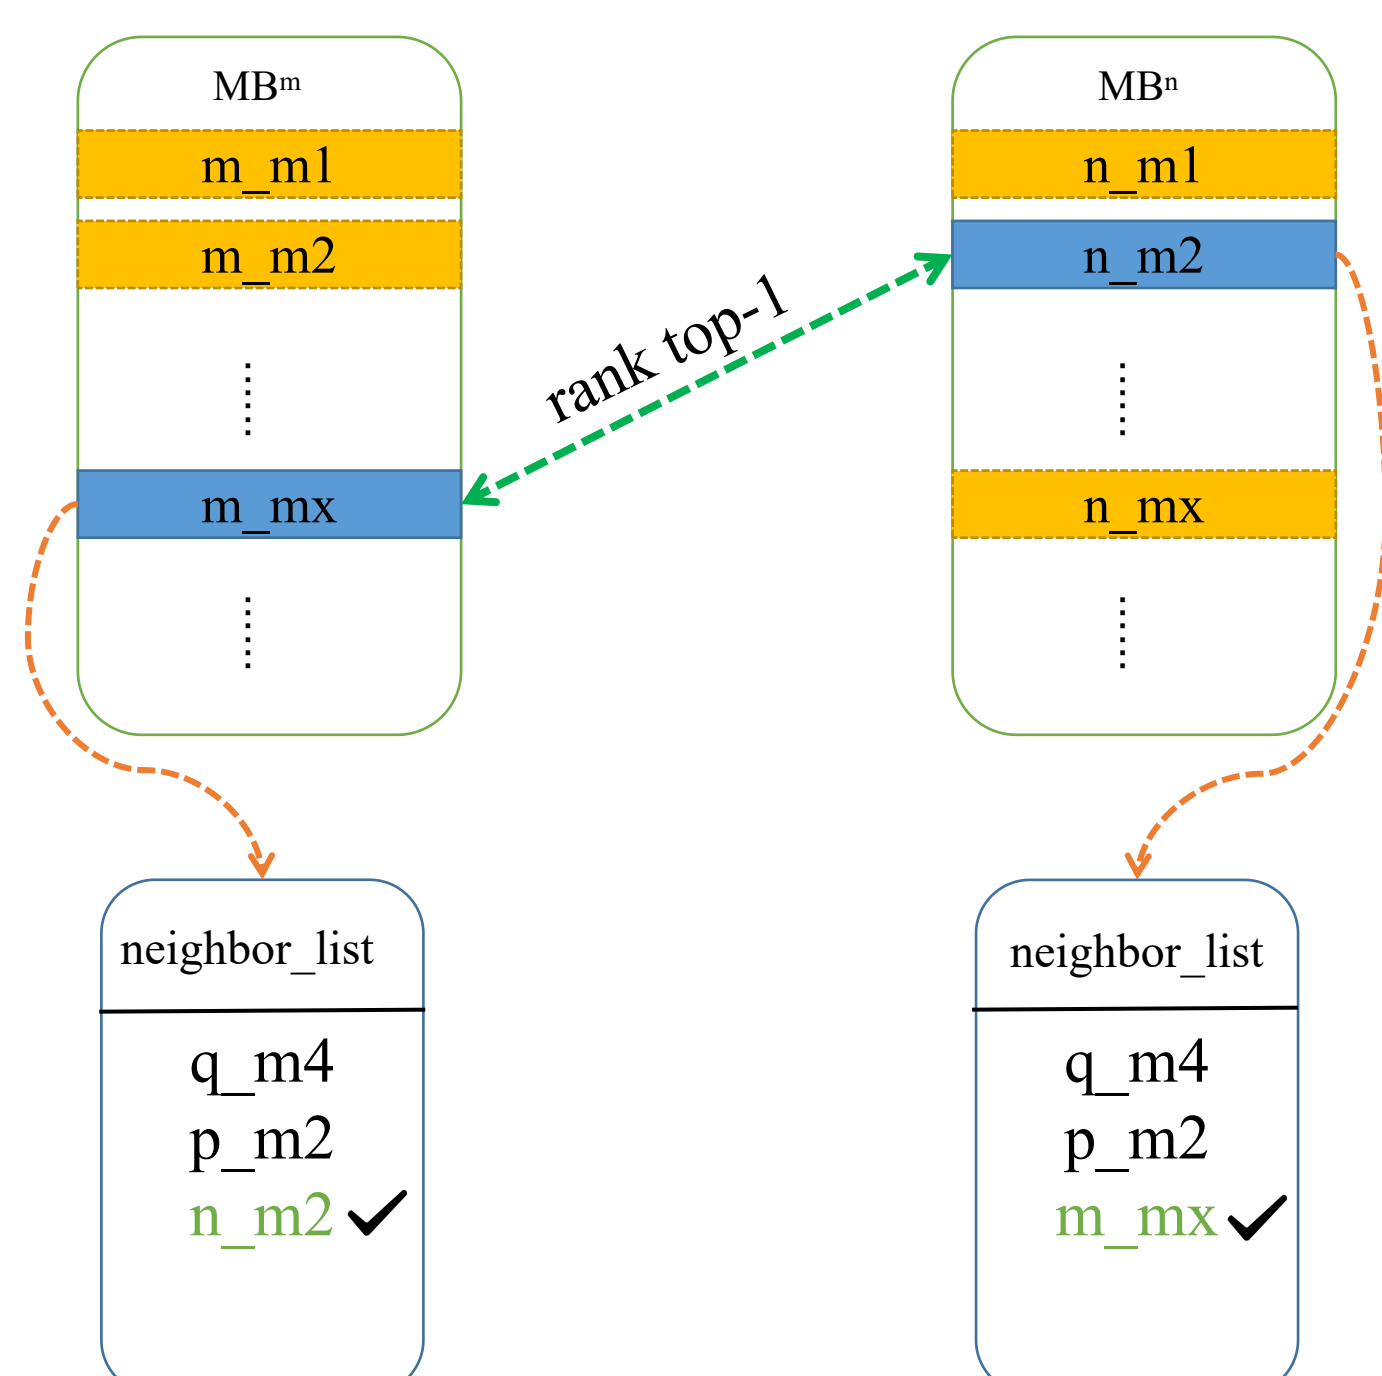 MBᵐ
m_m1
m_m2
m_mx
rank top-1
MBⁿ
n_m1
n_m2
n_mx
neighbor_list
q_m4
p_m2
n_m2
neighbor_list
q_m4
p_m2
m_mx